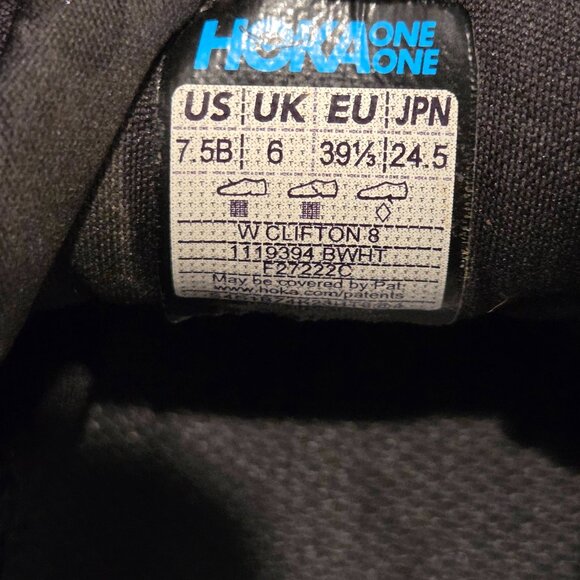 HOKA ONE ONE
US UK EU JPN
7.5B 6 39⅓ 24.5
W CLIFTON 8
1119394 BWHT
F27222C
May be covered by Pat:
www.hoka.com/patents